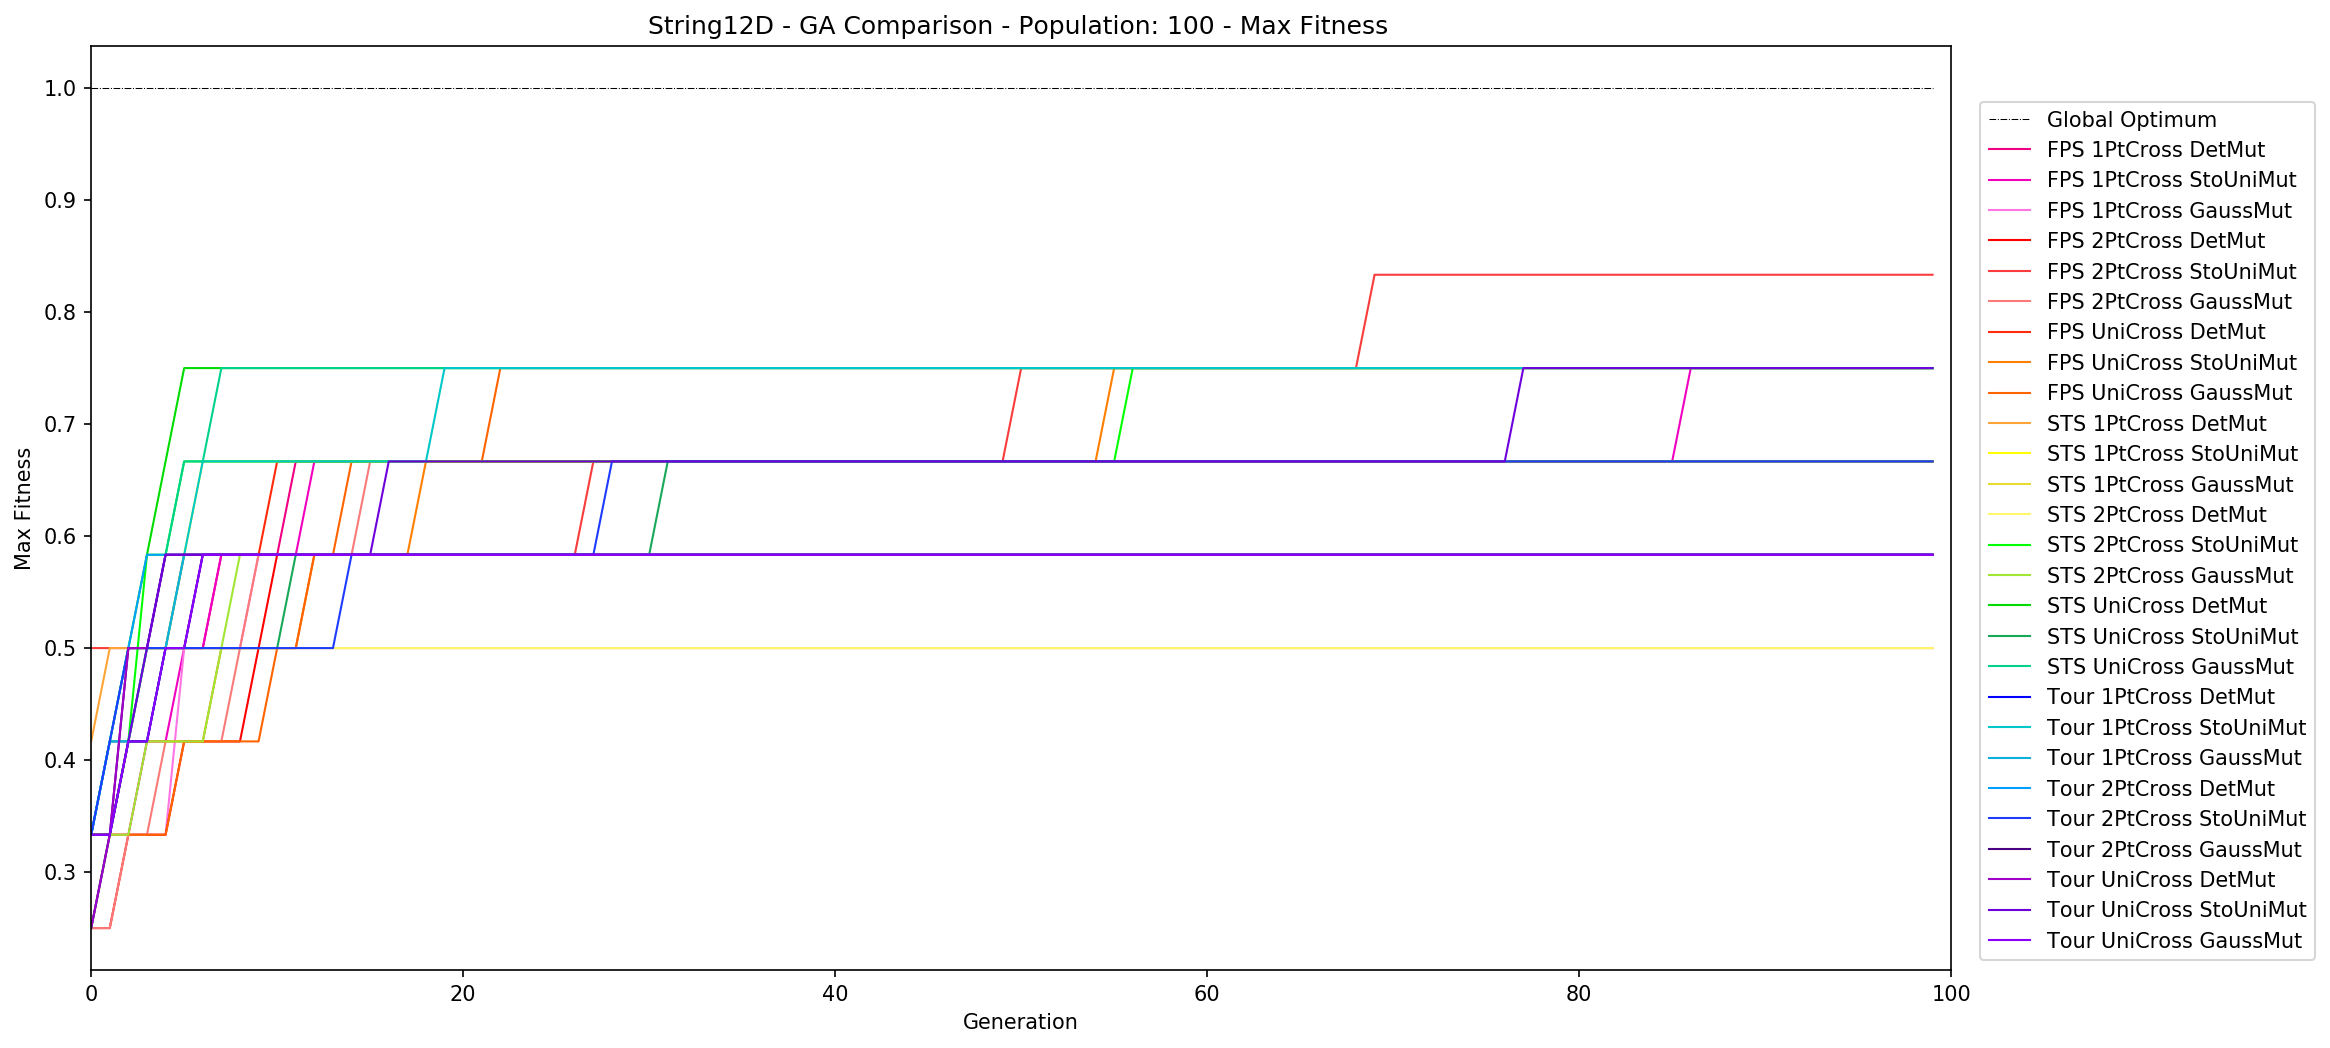 String12D - GA Comparison - Population: 100 - Max Fitness
Max Fitness
1.0
0.9
0.8
0.7
0.6
0.5
0.4
0.3
0
20
40
60
80
100
Generation
Global Optimum
FPS 1PtCross DetMut
FPS 1PtCross StoUniMut
FPS 1PtCross GaussMut
FPS 2PtCross DetMut
FPS 2PtCross StoUniMut
FPS 2PtCross GaussMut
FPS UniCross DetMut
FPS UniCross StoUniMut
FPS UniCross GaussMut
STS 1PtCross DetMut
STS 1PtCross StoUniMut
STS 1PtCross GaussMut
STS 2PtCross DetMut
STS 2PtCross StoUniMut
STS 2PtCross GaussMut
STS UniCross DetMut
STS UniCross StoUniMut
STS UniCross GaussMut
Tour 1PtCross DetMut
Tour 1PtCross StoUniMut
Tour 1PtCross GaussMut
Tour 2PtCross DetMut
Tour 2PtCross StoUniMut
Tour 2PtCross GaussMut
Tour UniCross DetMut
Tour UniCross StoUniMut
Tour UniCross GaussMut